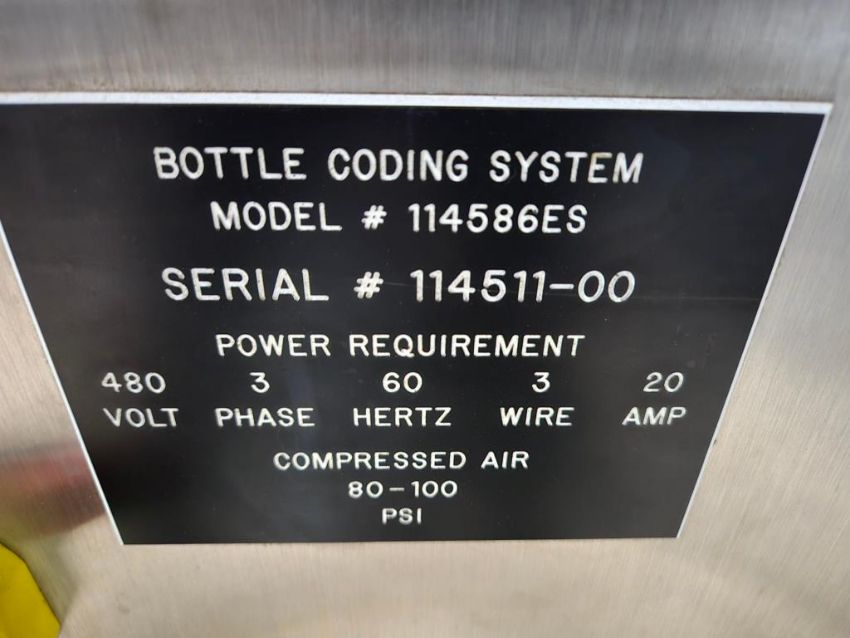 BOTTLE CODING SYSTEM
MODEL # 114586ES
SERIAL # 114511-00
POWER REQUIREMENT
480 3 60 3 20
VOLT PHASE HERTZ WIRE AMP
COMPRESSED AIR
80-100
PSI